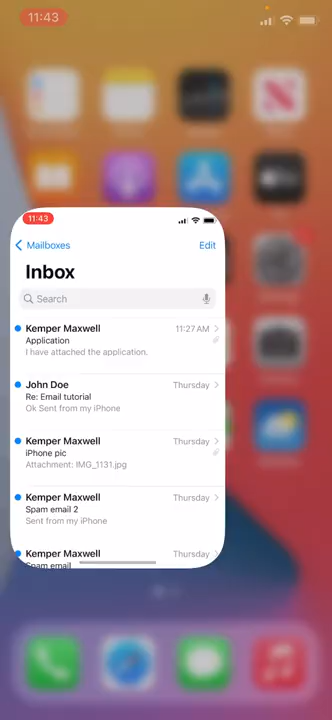 11:43
11:43
Mailboxes
Edit
Inbox
Search
Kemper Maxwell
11:27 AM
Application
I have attached the application.
John Doe
Thursday
Re: Email tutorial
Ok Sent from my iPhone
Kemper Maxwell
Thursday
iPhone pic
Attachment: IMG_1131.jpg
Kemper Maxwell
Thursday
Spam email 2
Sent from my iPhone
Kemper Maxwell
Thursday
Spam email